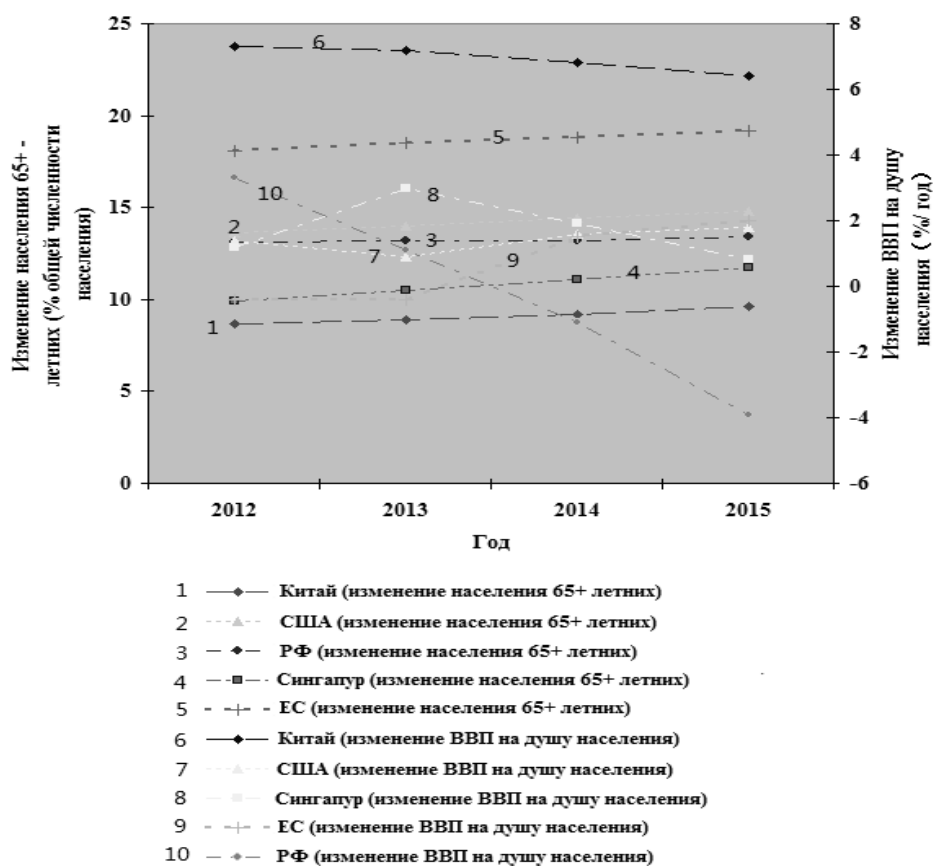 Изменение населения 65+ -
летних (% общей численности
населения)
25
20
15
10
5
0
8
6
4
2
0
-2
-4
-6
Изменение ВВП на душу
населения ( %/ год)
6
5
10
8
2
3
7
9
4
1
2012 2013 2014 2015
Год
1 Китай (изменение населения 65+ летних)
2 США (изменение населения 65+ летних)
3 РФ (изменение населения 65+ летних)
4 Сингапур (изменение населения 65+ летних)
5 ЕС (изменение населения 65+ летних)
6 Китай (изменение ВВП на душу населения)
7 США (изменение ВВП на душу населения)
8 Сингапур (изменение ВВП на душу населения)
9 ЕС (изменение ВВП на душу населения)
10 РФ (изменение ВВП на душу населения)